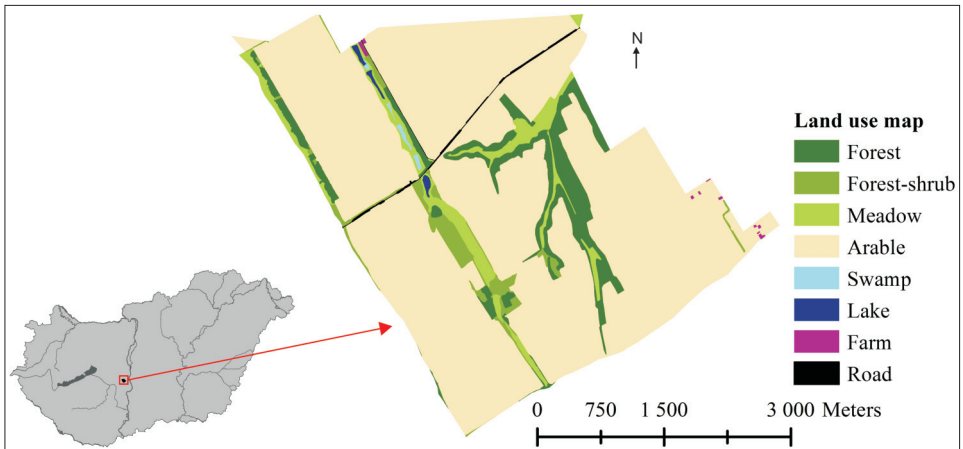 N
Land use map
Forest
Forest-shrub
Meadow
Arable
Swamp
Lake
Farm
Road
0 750 1 500 3 000 Meters